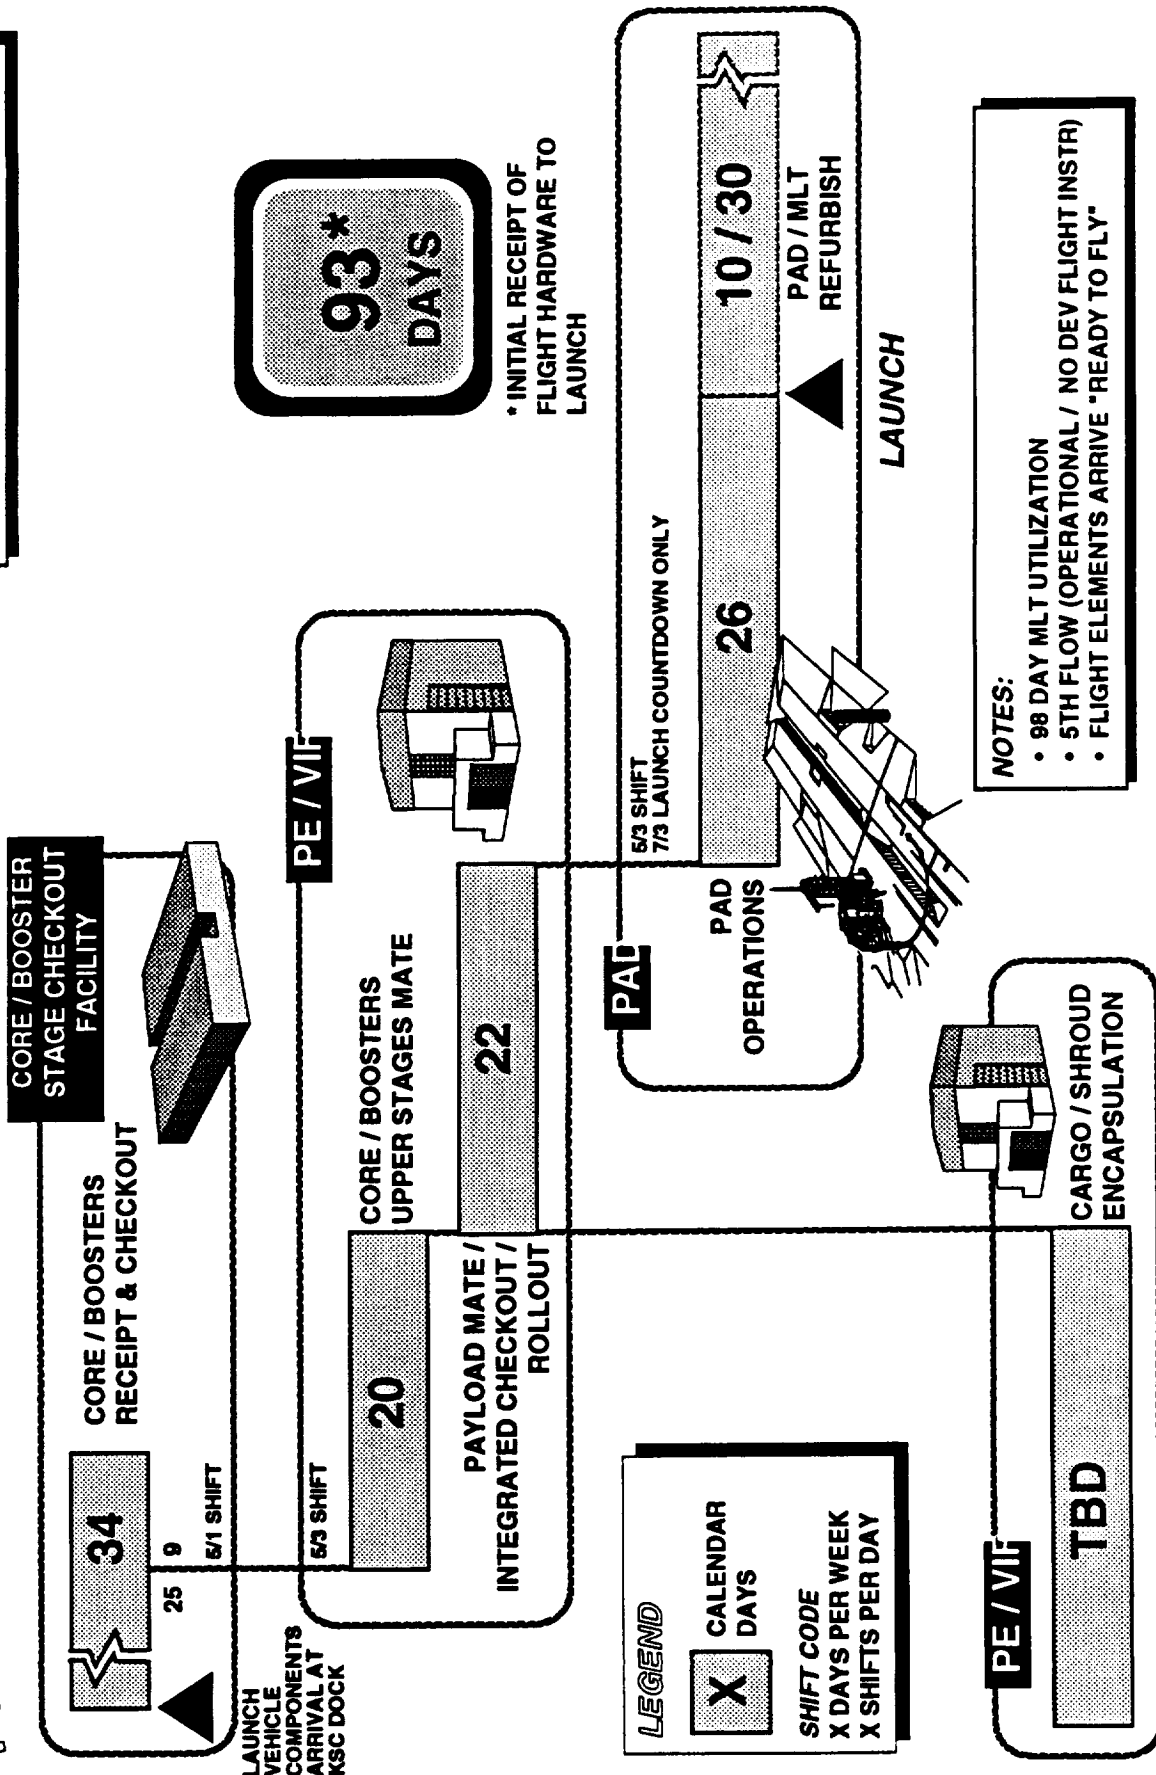 CORE / BOOSTER
STAGE CHECKOUT
FACILITY
CORE / BOOSTERS
RECEIPT & CHECKOUT
34
25 9
5/1 SHIFT
LAUNCH
VEHICLE
COMPONENTS
ARRIVAL AT
KSC DOCK
93*
DAYS
* INITIAL RECEIPT OF
FLIGHT HARDWARE TO
LAUNCH
PE / VIF
5/3 SHIFT
20
CORE / BOOSTERS
UPPER STAGES MATE
PAYLOAD MATE /
INTEGRATED CHECKOUT /
ROLLOUT
22
PAD
5/3 SHIFT
7/3 LAUNCH COUNTDOWN ONLY
PAD
OPERATIONS
26
10 / 30
PAD / MLT
REFURBISH
LAUNCH
LEGEND
X
CALENDAR
DAYS
SHIFT CODE
X DAYS PER WEEK
X SHIFTS PER DAY
NOTES:
• 98 DAY MLT UTILIZATION
• 5TH FLOW (OPERATIONAL / NO DEV FLIGHT INSTR)
• FLIGHT ELEMENTS ARRIVE "READY TO FLY"
PE / VIF
TBD
CARGO / SHROUD
ENCAPSULATION